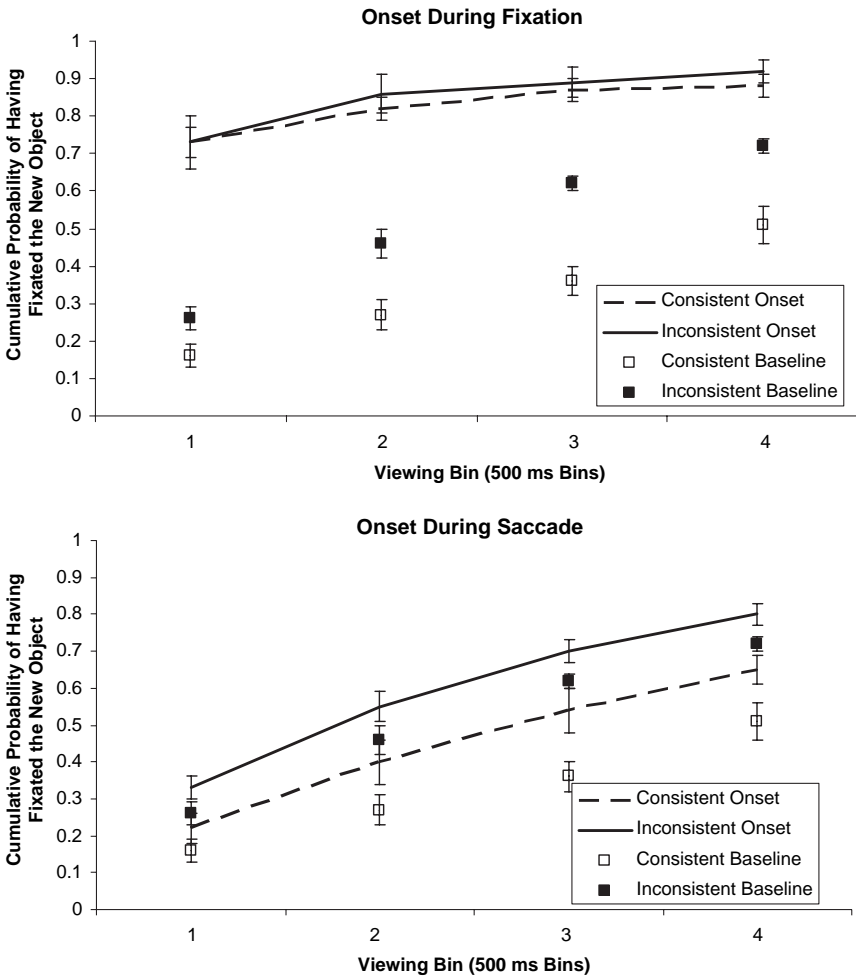 Onset During Fixation
Cumulative Probability of Having
Fixated the New Object
1
0.9
0.8
0.7
0.6
0.5
0.4
0.3
0.2
0.1
0
Consistent Onset
Inconsistent Onset
Consistent Baseline
Inconsistent Baseline
1 2 3 4
Viewing Bin (500 ms Bins)
Onset During Saccade
Cumulative Probability of Having
Fixated the New Object
1
0.9
0.8
0.7
0.6
0.5
0.4
0.3
0.2
0.1
0
Consistent Onset
Inconsistent Onset
Consistent Baseline
Inconsistent Baseline
1 2 3 4
Viewing Bin (500 ms Bins)